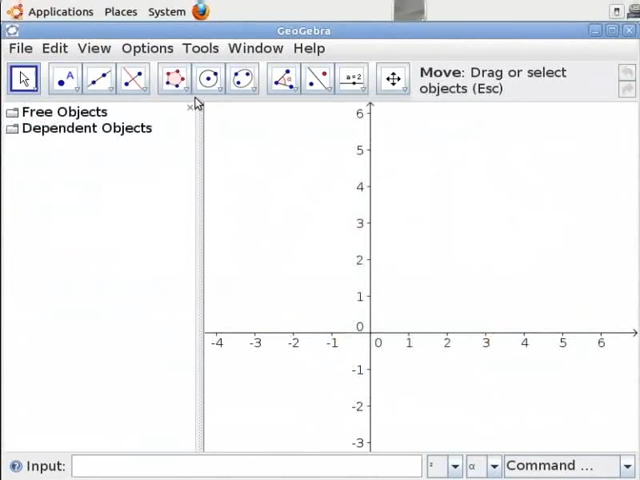 Applications Places System
GeoGebra
File Edit View Options Tools Window Help
A
a=2
α
Move: Drag or select
objects (Esc)
Free Objects
Dependent Objects
6
5
4
3
2
1
0
-4 -3 -2 -1 0 1 2 3 4 5 6
-1
-2
-3
Input: ² α Command ...